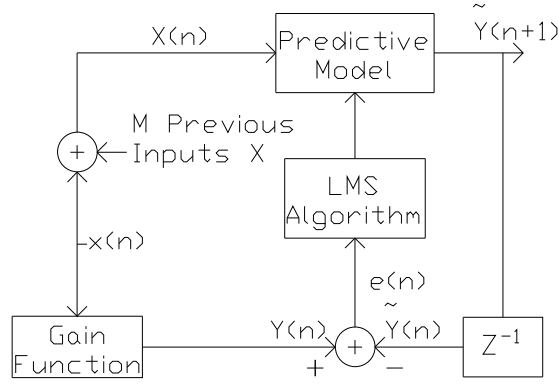 ~
X(n)
Predictive
Model
Y(n+1)
M Previous
Inputs X
+
LMS
Algorithm
x(n)
e(n)
~
Gain
Function
Y(n)
+
+
Y(n)
−
Z⁻¹